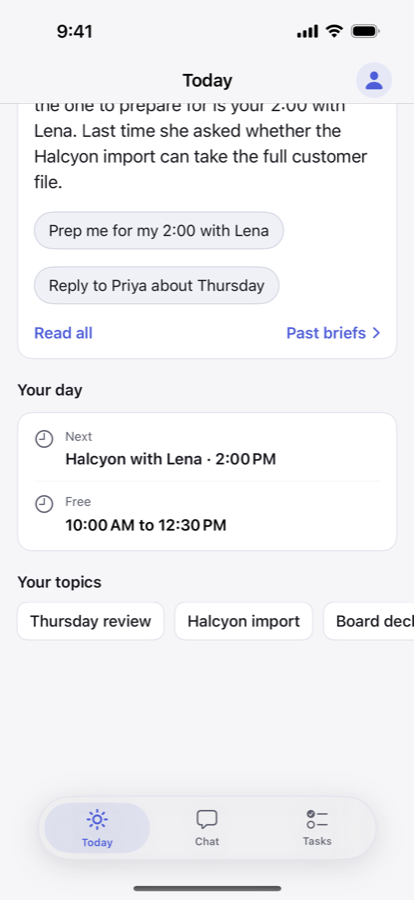 9:41
Today
the one to prepare for is your 2:00 with
Lena. Last time she asked whether the
Halcyon import can take the full customer
file.
Prep me for my 2:00 with Lena
Reply to Priya about Thursday
Read all
Past briefs
Your day
Next
Halcyon with Lena · 2:00 PM
Free
10:00 AM to 12:30 PM
Your topics
Thursday review
Halcyon import
Board
Today
Chat
Tasks